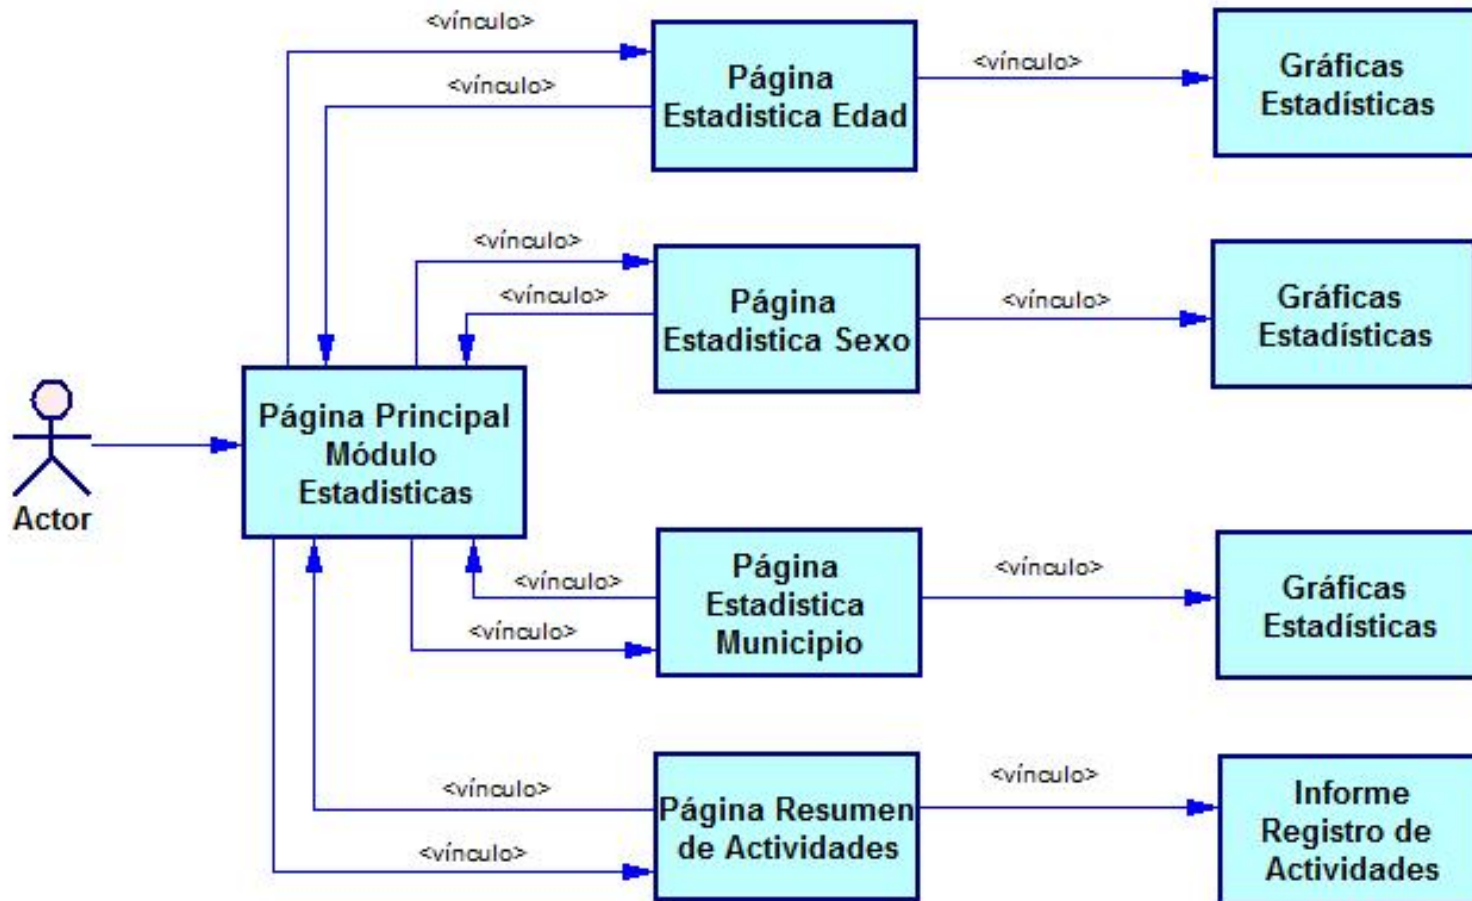 <vínculo>
<vínculo>
Página
Estadistica Edad
<vínculo>
Gráficas
Estadísticas
<vínculo>
<vínculo>
Página
Estadistica Sexo
<vínculo>
Gráficas
Estadísticas
Actor
Página Principal
Módulo
Estadisticas
<vínculo>
<vínculo>
Página
Estadistica
Municipio
<vínculo>
Gráficas
Estadísticas
<vínculo>
<vínculo>
Página Resumen
de Actividades
<vínculo>
Informe
Registro de
Actividades